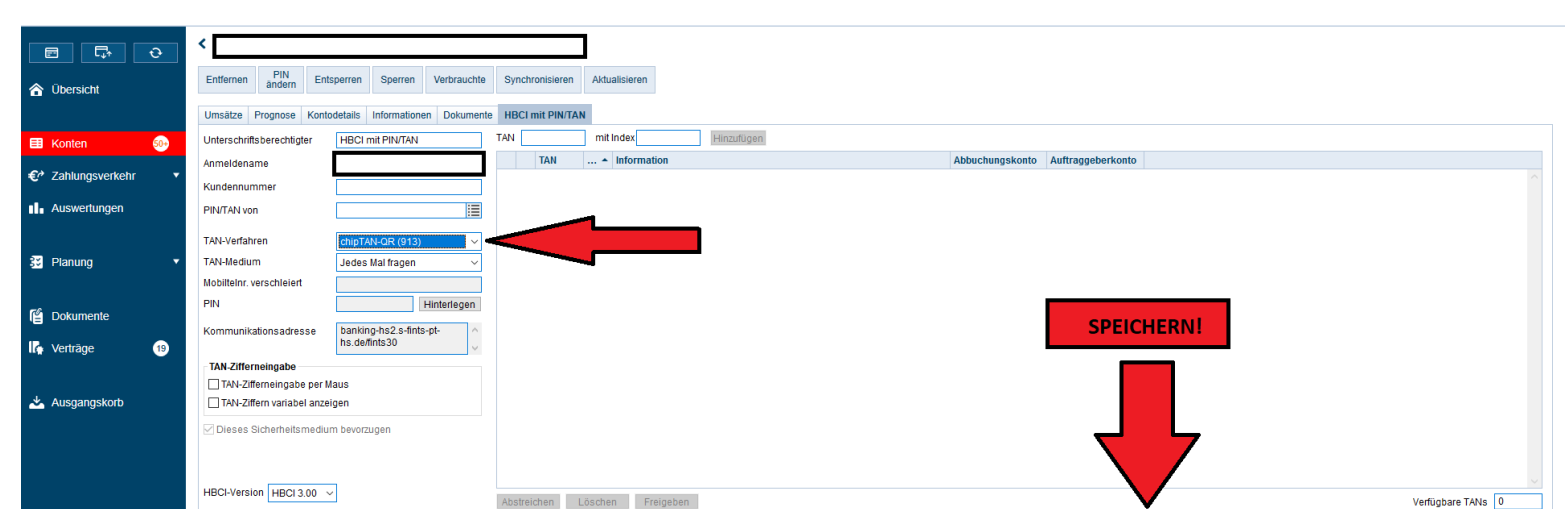 Entfernen PIN ändern Entsperren Sperren Verbrauchte Synchronisieren Aktualisieren
Übersicht
Umsätze Prognose Kontodetails Informationen Dokumente HBCI mit PIN/TAN
Konten 50+
Unterschriftsberechtigter HBCI mit PIN/TAN
TAN mit Index Hinzufügen
TAN ... Information Abbuchungskonto Auftraggeberkonto
Anmeldename
Zahlungsverkehr
Kundennummer
Auswertungen
PIN/TAN von
TAN-Verfahren chipTAN-QR (913)
Planung
TAN-Medium Jedes Mal fragen
Mobiltelnr. verschleiert
PIN Hinterlegen
Dokumente
Kommunikationsadresse banking-hs2.s-fints-pt-
hs.de/fints30
SPEICHERN!
Verträge 19
TAN-Zifferneingabe
TAN-Zifferneingabe per Maus
Ausgangskorb
TAN-Ziffern variabel anzeigen
Dieses Sicherheitsmedium bevorzugen
HBCI-Version HBCI 3.00
Abstreichen Löschen Freigeben
Verfügbare TANs 0